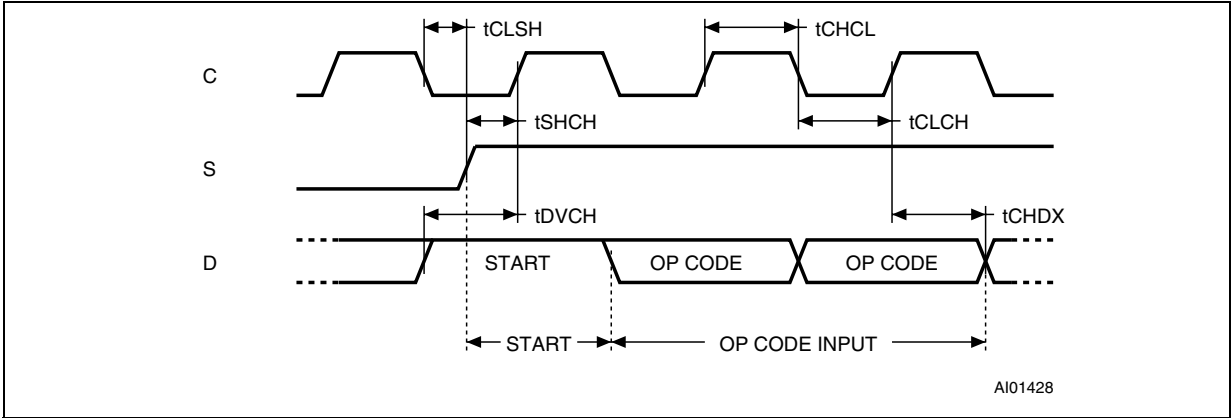 tCLSH
tCHCL
C
tSHCH
tCLCH
S
tDVCH
tCHDX
D
START
OP CODE
OP CODE
START
OP CODE INPUT
AI01428